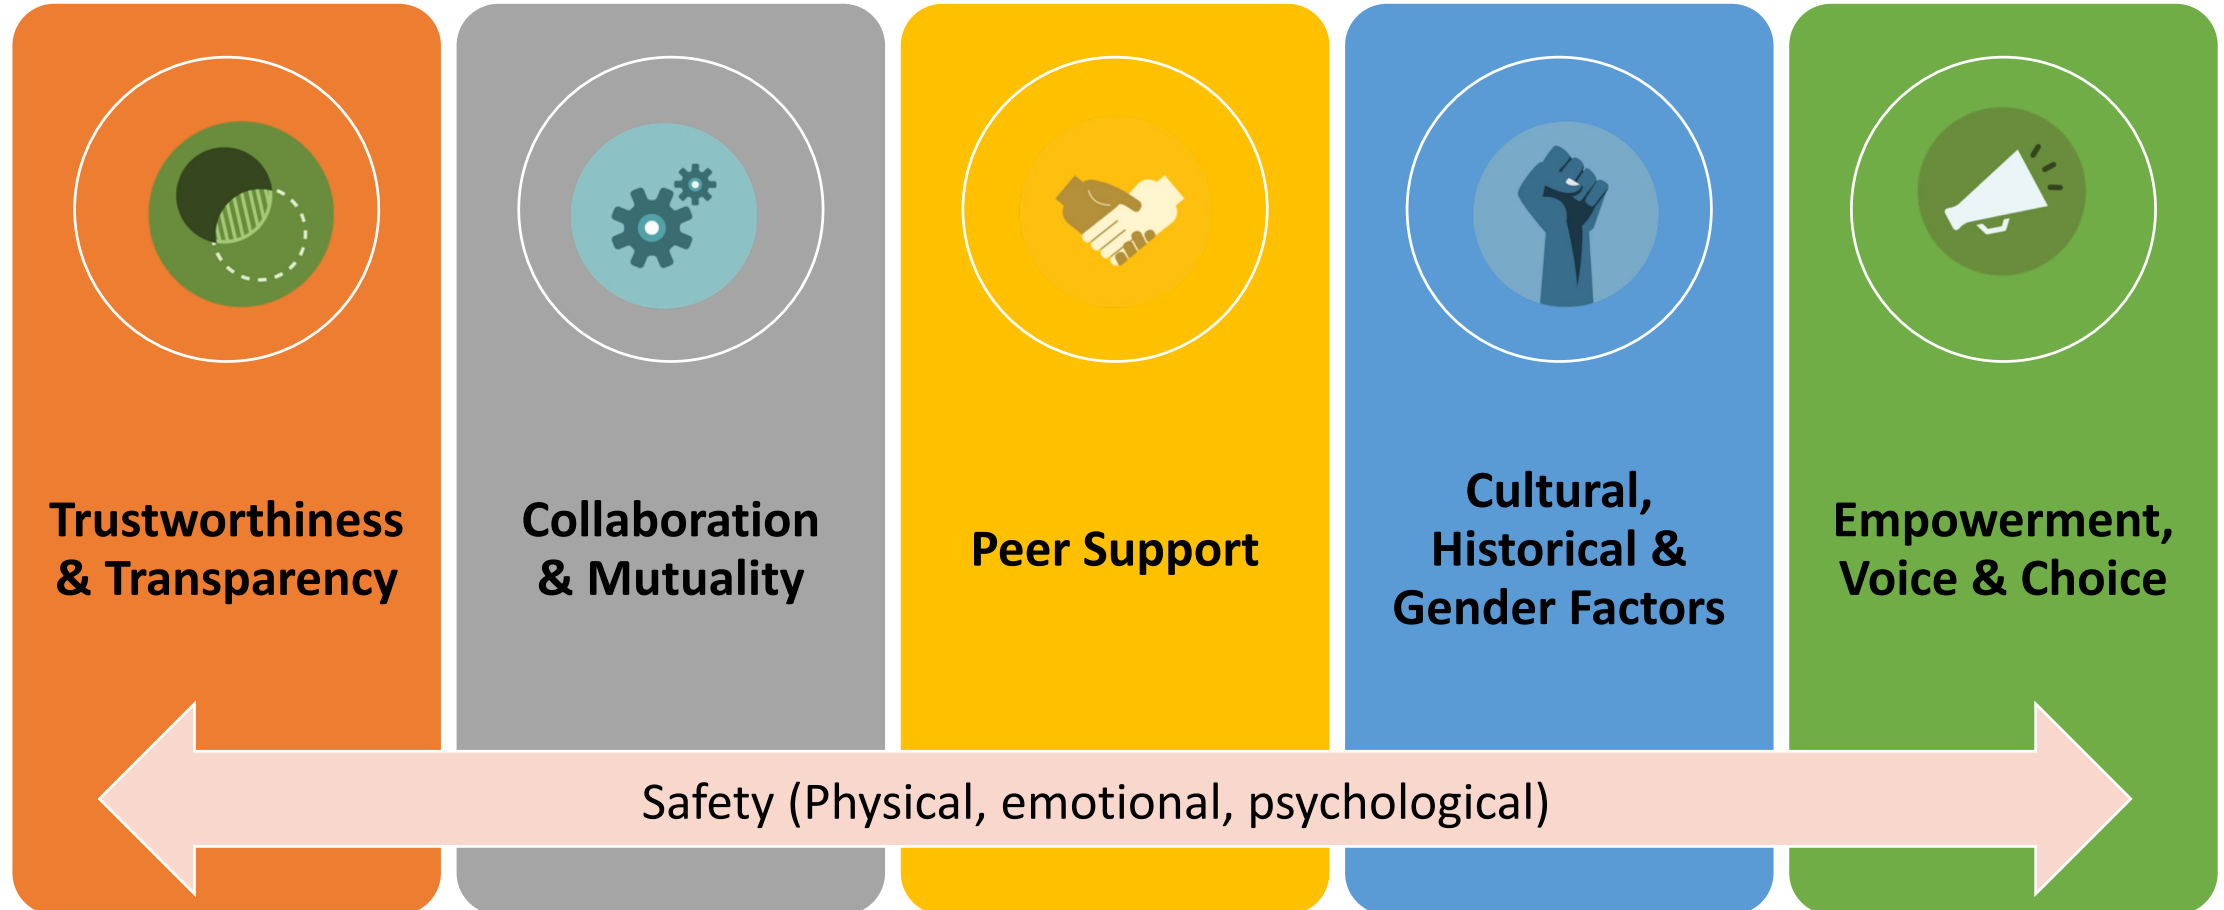 Trustworthiness
& Transparency
Collaboration
& Mutuality
Peer Support
Cultural,
Historical &
Gender Factors
Empowerment,
Voice & Choice
Safety (Physical, emotional, psychological)